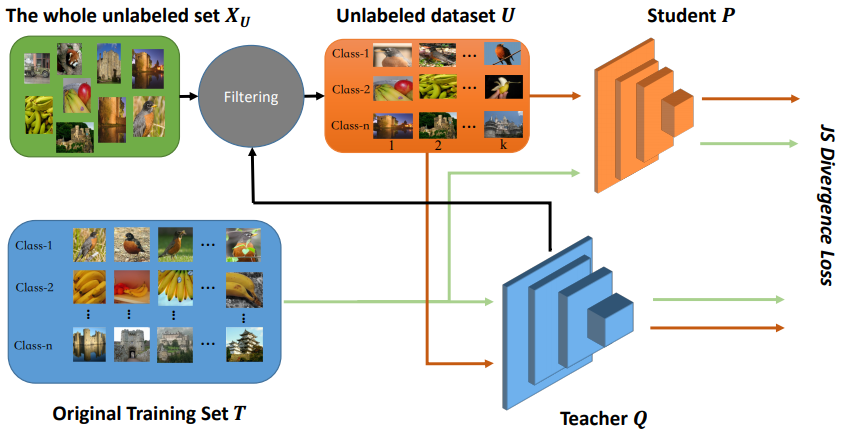 The whole unlabeled set X_U
Unlabeled dataset U
Student P
Filtering
Class-1 ...
Class-2 ...
Class-n ...
1 2 k
JS Divergence Loss
Class-1 ...
Class-2 ...
Class-n ...
Original Training Set T
Teacher Q